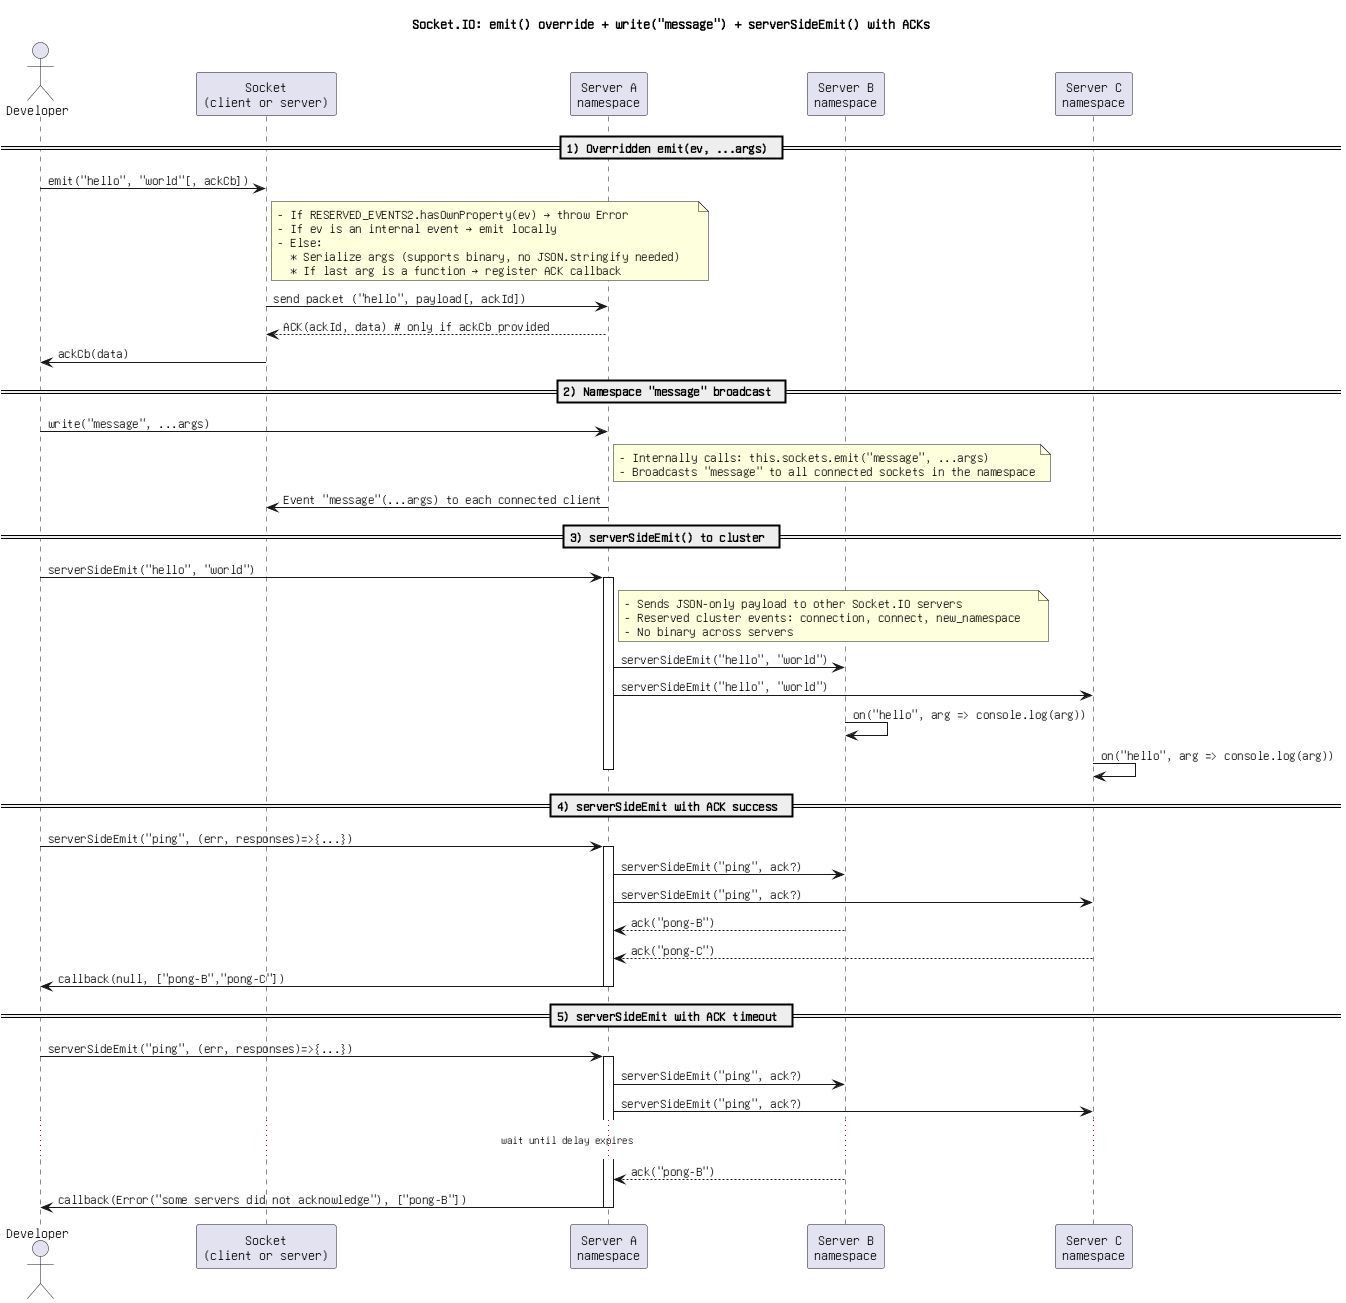 Socket.IO: emit() override + write("message") + serverSideEmit() with ACKs
Developer
Socket
(client or server)
Server A
namespace
Server B
namespace
Server C
namespace
1) Overridden emit(ev, ...args)
emit("hello", "world"[, ackCb])
- If RESERVED_EVENTS2.hasOwnProperty(ev) → throw Error
- If ev is an internal event → emit locally
- Else:
* Serialize args (supports binary, no JSON.stringify needed)
* If last arg is a function → register ACK callback
send packet ("hello", payload[, ackId])
ACK(ackId, data) # only if ackCb provided
ackCb(data)
2) Namespace "message" broadcast
write("message", ...args)
- Internally calls: this.sockets.emit("message", ...args)
- Broadcasts "message" to all connected sockets in the namespace
Event "message"(...args) to each connected client
3) serverSideEmit() to cluster
serverSideEmit("hello", "world")
- Sends JSON-only payload to other Socket.IO servers
- Reserved cluster events: connection, connect, new_namespace
- No binary across servers
serverSideEmit("hello", "world")
serverSideEmit("hello", "world")
on("hello", arg => console.log(arg))
on("hello", arg => console.log(arg))
4) serverSideEmit with ACK success
serverSideEmit("ping", (err, responses)=>{...})
serverSideEmit("ping", ack?)
serverSideEmit("ping", ack?)
ack("pong-B")
ack("pong-C")
callback(null, ["pong-B","pong-C"])
5) serverSideEmit with ACK timeout
serverSideEmit("ping", (err, responses)=>{...})
serverSideEmit("ping", ack?)
serverSideEmit("ping", ack?)
wait until delay expires
ack("pong-B")
callback(Error("some servers did not acknowledge"), ["pong-B"])
Developer
Socket
(client or server)
Server A
namespace
Server B
namespace
Server C
namespace